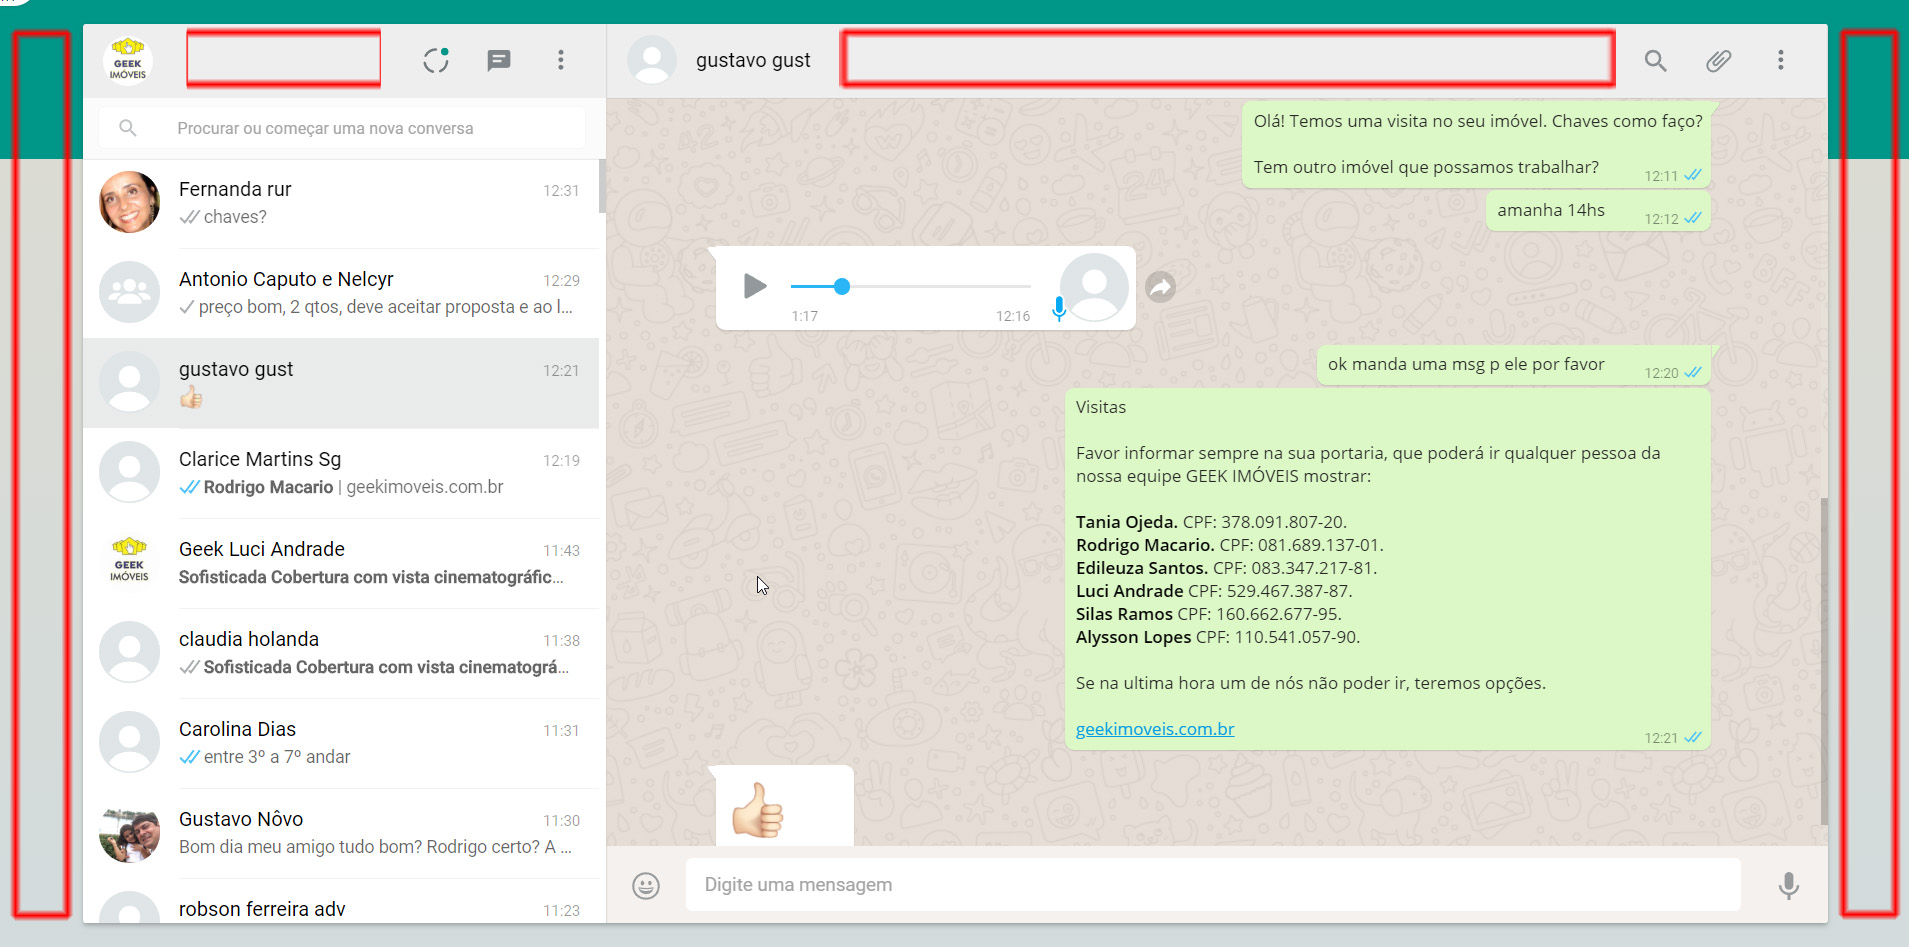 GEEK
IMÓVEIS
gustavo gust
Procurar ou começar uma nova conversa
Fernanda rur 12:31
chaves?
Antonio Caputo e Nelcyr 12:29
preço bom, 2 qtos, deve aceitar proposta e ao l...
gustavo gust 12:21
👍🏻
Clarice Martins Sg 12:19
Rodrigo Macario | geekimoveis.com.br
GEEK
IMÓVEIS
Geek Luci Andrade 11:43
Sofisticada Cobertura com vista cinematográfic...
claudia holanda 11:38
Sofisticada Cobertura com vista cinematográ...
Carolina Dias 11:31
entre 3º a 7º andar
Gustavo Nôvo 11:30
Bom dia meu amigo tudo bom? Rodrigo certo? A ...
robson ferreira adv 11:23
Olá! Temos uma visita no seu imóvel. Chaves como faço?
Tem outro imóvel que possamos trabalhar?
12:11
amanha 14hs 12:12
1:17 12:16
ok manda uma msg p ele por favor 12:20
Visitas
Favor informar sempre na sua portaria, que poderá ir qualquer pessoa da
nossa equipe GEEK IMÓVEIS mostrar:
Tania Ojeda. CPF: 378.091.807-20.
Rodrigo Macario. CPF: 081.689.137-01.
Edileuza Santos. CPF: 083.347.217-81.
Luci Andrade CPF: 529.467.387-87.
Silas Ramos CPF: 160.662.677-95.
Alysson Lopes CPF: 110.541.057-90.
Se na ultima hora um de nós não poder ir, teremos opções.
geekimoveis.com.br
12:21
👍🏻
Digite uma mensagem